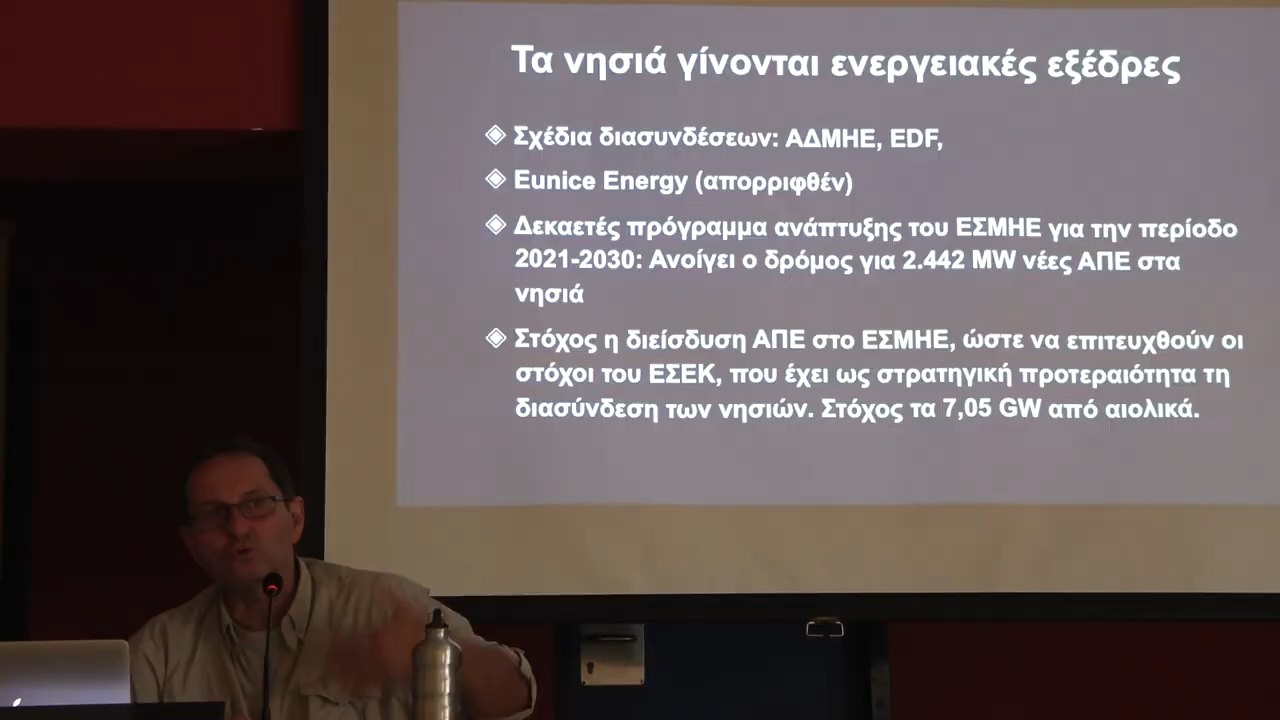 Τα νησιά γίνονται ενεργειακές εξέδρες
Σχέδια διασυνδέσεων: ΑΔΜΗΕ, EDF,
Eunice Energy (απορριφθέν)
Δεκαετές πρόγραμμα ανάπτυξης του ΕΣΜΗΕ για την περίοδο
2021-2030: Ανοίγει ο δρόμος για 2.442 MW νέες ΑΠΕ στα
νησιά
Στόχος η διείσδυση ΑΠΕ στο ΕΣΜΗΕ, ώστε να επιτευχθούν οι
στόχοι του ΕΣΕΚ, που έχει ως στρατηγική προτεραιότητα τη
διασύνδεση των νησιών. Στόχος τα 7,05 GW από αιολικά.